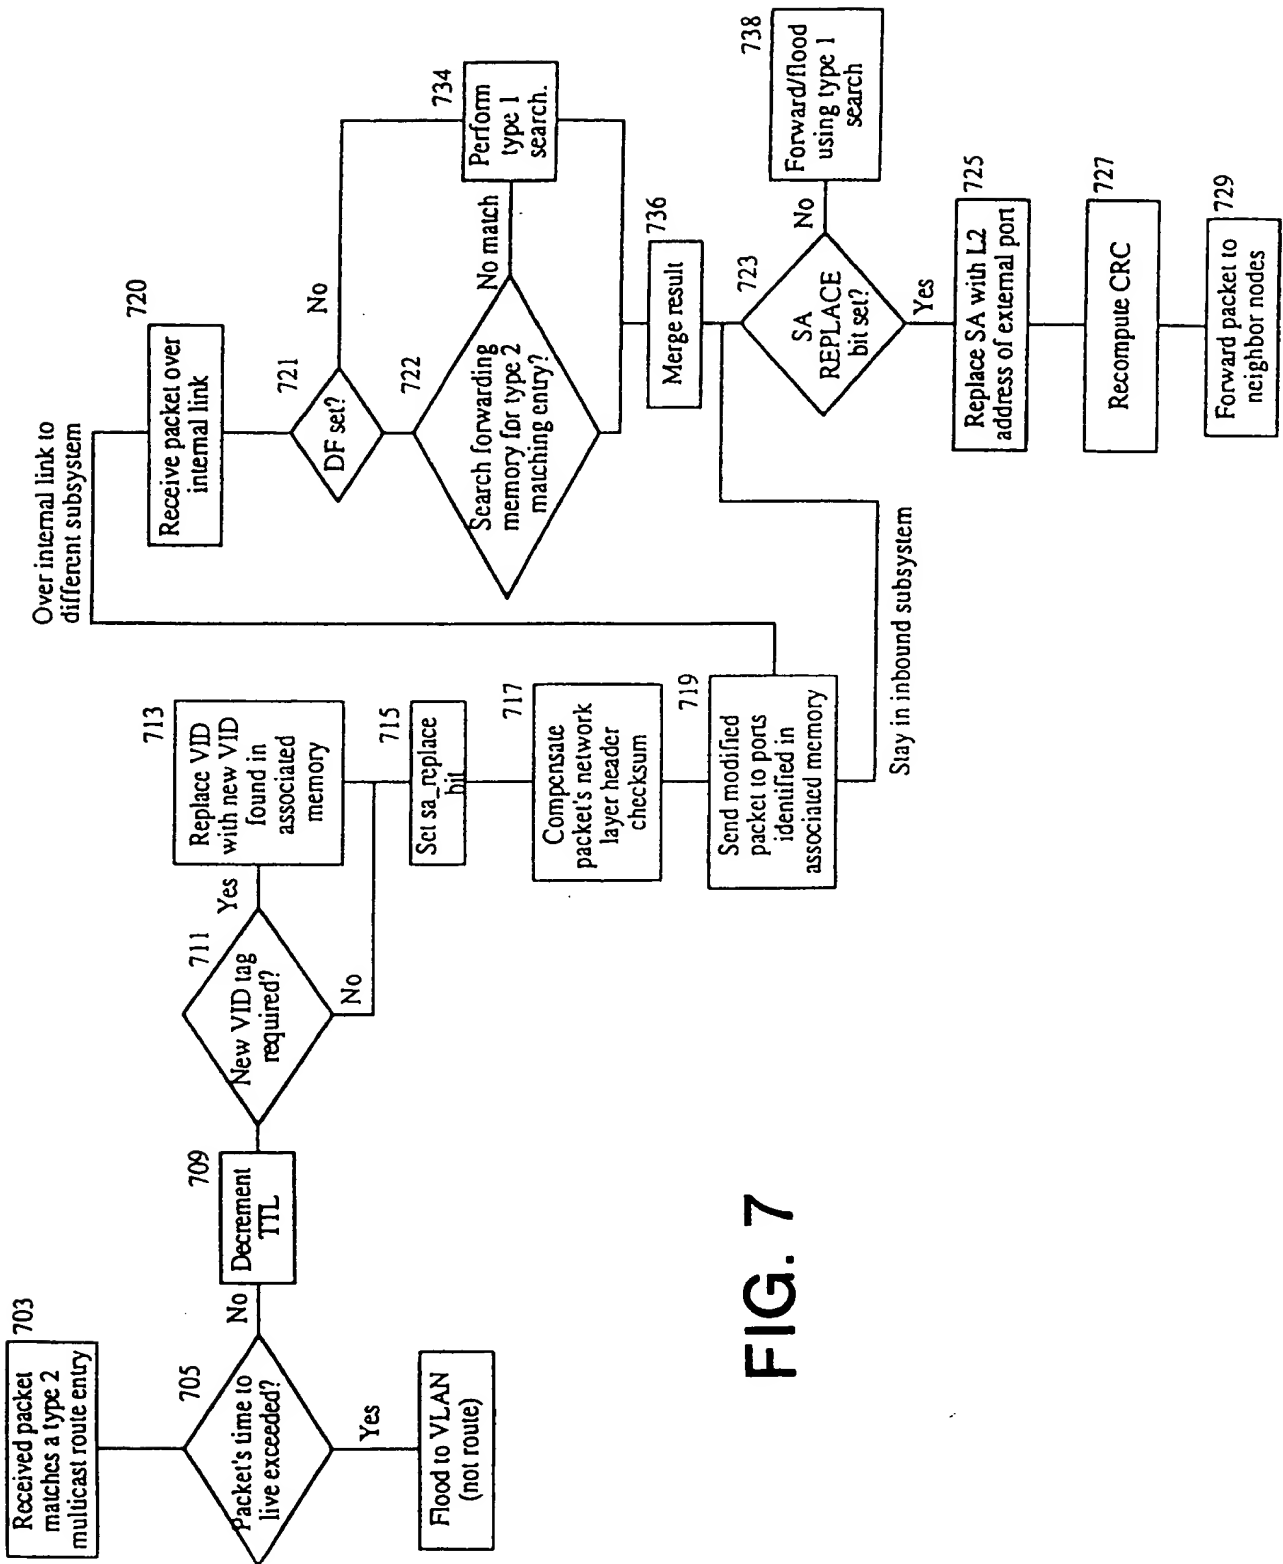 703
Received packet
matches a type 2
multicast route entry
705
Packet's time to
live exceeded?
Yes
Flood to VLAN
(not route)
No
709
Decrement
TTL
711
New VID tag
required?
Yes
No
713
Replace VID
with new VID
found in
associated
memory
715
Set sa_replace
bit
717
Compensate
packet's network
layer header
checksum
719
Send modified
packet to ports
identified in
associated memory
Over internal link to
different subsystem
Stay in inbound subsystem
720
Receive packet over
internal link
721
DF set?
No
722
Search forwarding
memory for type 2
matching entry?
No match
734
Perform
type 1
search.
736
Merge result
723
SA
REPLACE
bit set?
No
738
Forward/flood
using type 1
search
Yes
725
Replace SA with L2
address of external port
727
Recompute CRC
729
Forward packet to
neighbor nodes
FIG. 7